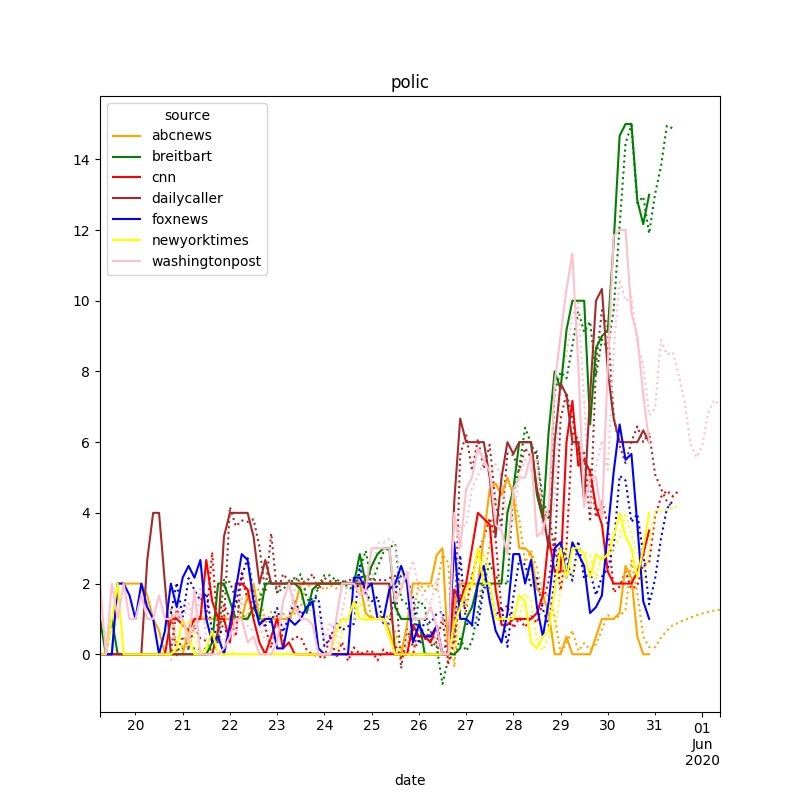 polic
source
abcnews
breitbart
cnn
dailycaller
foxnews
newyorktimes
washingtonpost
14
12
10
8
6
4
2
0
20 21 22 23 24 25 26 27 28 29 30 31 01
Jun
2020
date